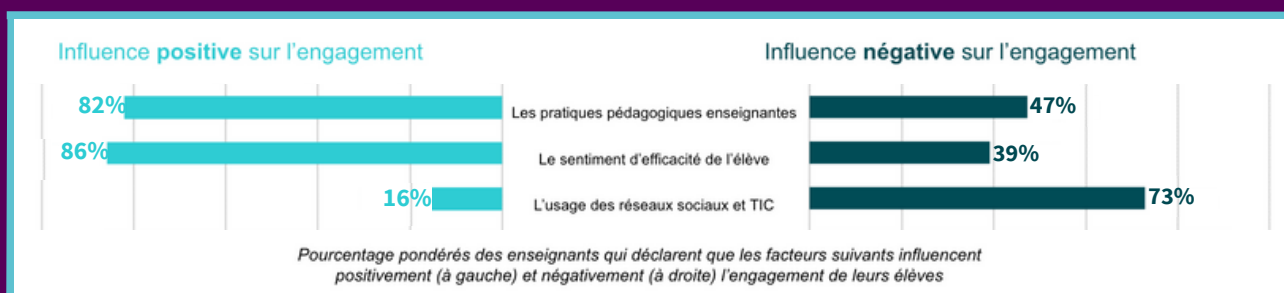 Influence positive sur l'engagement
Influence négative sur l'engagement
82%
Les pratiques pédagogiques enseignantes
47%
86%
Le sentiment d'efficacité de l'élève
39%
16%
L'usage des réseaux sociaux et TIC
73%
Pourcentage pondérés des enseignants qui déclarent que les facteurs suivants influencent
positivement (à gauche) et négativement (à droite) l'engagement de leurs élèves